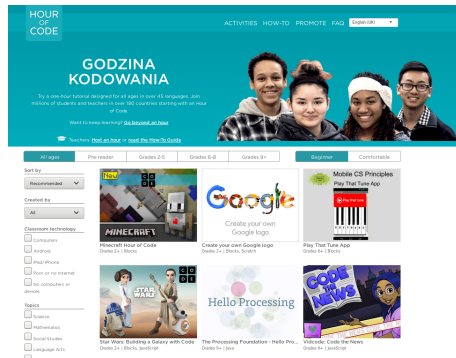 HOUR
OF
CODE
ACTIVITIES HOW-TO PROMOTE FAQ English (UK)
GODZINA
KODOWANIA
Try a one-hour tutorial designed for all ages in over 45 languages. Join
millions of students and teachers in over 180 countries starting with an Hour
of Code.
Want to keep learning? Go beyond an hour
Teachers: Host an hour or read the How-To Guide
All ages Pre-reader Grades 2-5 Grades 6-8 Grades 9+ Beginner Comfortable
Sort by
Recommended
Created by
All
Classroom technology
Computers
Android
iPad/iPhone
Poor or no internet
No computers or
devices
Topics
Science
Mathematics
Social Studies
Language Arts
New
CODE
MINECRAFT
Minecraft Hour of Code
Grades 2+ | Blocks
Google
Create your own
Google logo
Create your own Google logo
Grades 2+ | Blocks, Scratch
Mobile CS Principles
Play That Tune App
Play that tune
Play That Tune App
Grades 6+ | Blocks
STAR WARS
CODE
Star Wars: Building a Galaxy with Code
Grades 2+ | Blocks, JavaScript
Hello Processing
The Processing Foundation - Hello Pro...
Grades 9+ | Java
CODE
THE
NEWS
Vidcode: Code the News
Grades 6+ | JavaScript